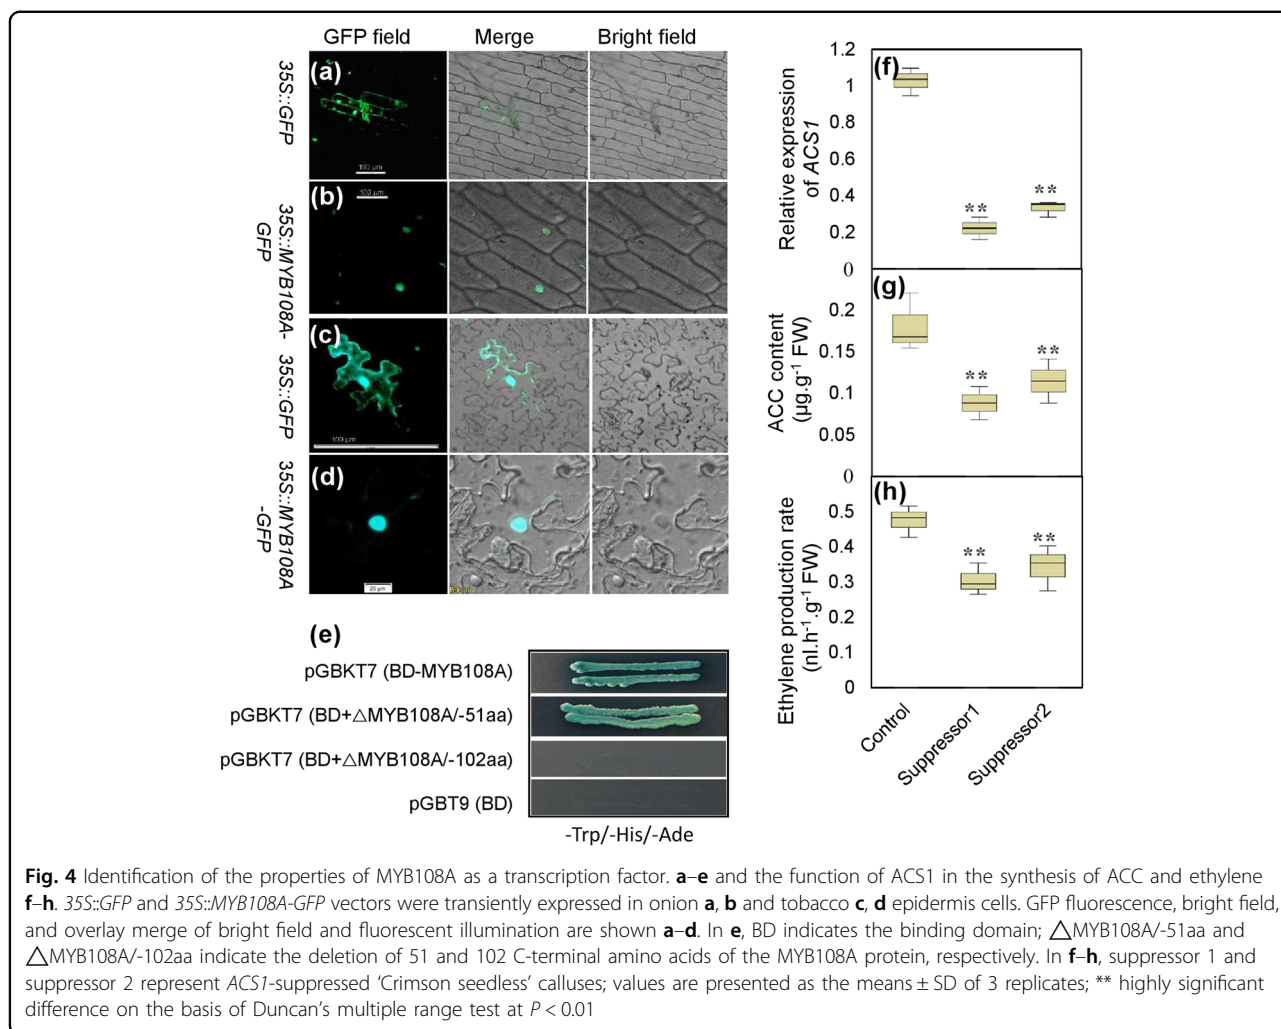 GFP field Merge Bright field
35S::GFP
(a)
100 µm
35S::MYB108A-
GFP
(b)
100 µm
35S::GFP
(c)
100 µm
35S::MYB108A
-GFP
(d)
20 µm
(e)
pGBKT7 (BD-MYB108A)
pGBKT7 (BD+△MYB108A/-51aa)
pGBKT7 (BD+△MYB108A/-102aa)
pGBT9 (BD)
-Trp/-His/-Ade
(f)
Relative expression
of ACS1
1.2
1
0.8
0.6
0.4
0.2
0
**
**
(g)
ACC content
(µg.g-1 FW)
0.2
0.15
0.1
0.05
0
**
**
(h)
Ethylene production rate
(nl.h-1.g-1 FW)
0.5
0.4
0.3
0.2
0.1
0
**
**
Control
Suppressor1
Suppressor2
Fig. 4 Identification of the properties of MYB108A as a transcription factor. a–e and the function of ACS1 in the synthesis of ACC and ethylene
f–h. 35S::GFP and 35S::MYB108A-GFP vectors were transiently expressed in onion a, b and tobacco c, d epidermis cells. GFP fluorescence, bright field,
and overlay merge of bright field and fluorescent illumination are shown a–d. In e, BD indicates the binding domain; △MYB108A/-51aa and
△MYB108A/-102aa indicate the deletion of 51 and 102 C-terminal amino acids of the MYB108A protein, respectively. In f–h, suppressor 1 and
suppressor 2 represent ACS1-suppressed ‘Crimson seedless’ calluses; values are presented as the means ± SD of 3 replicates; ** highly significant
difference on the basis of Duncan’s multiple range test at P < 0.01